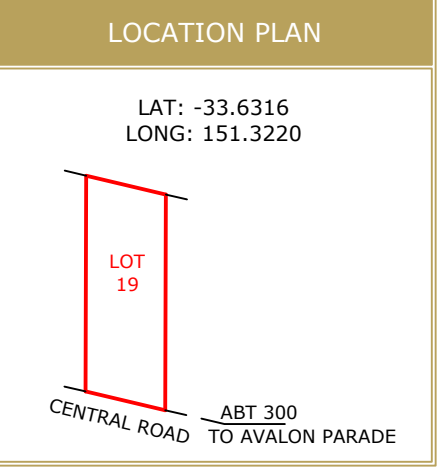 LOCATION PLAN
LAT: -33.6316
LONG: 151.3220
LOT
19
CENTRAL ROAD
ABT 300
TO AVALON PARADE